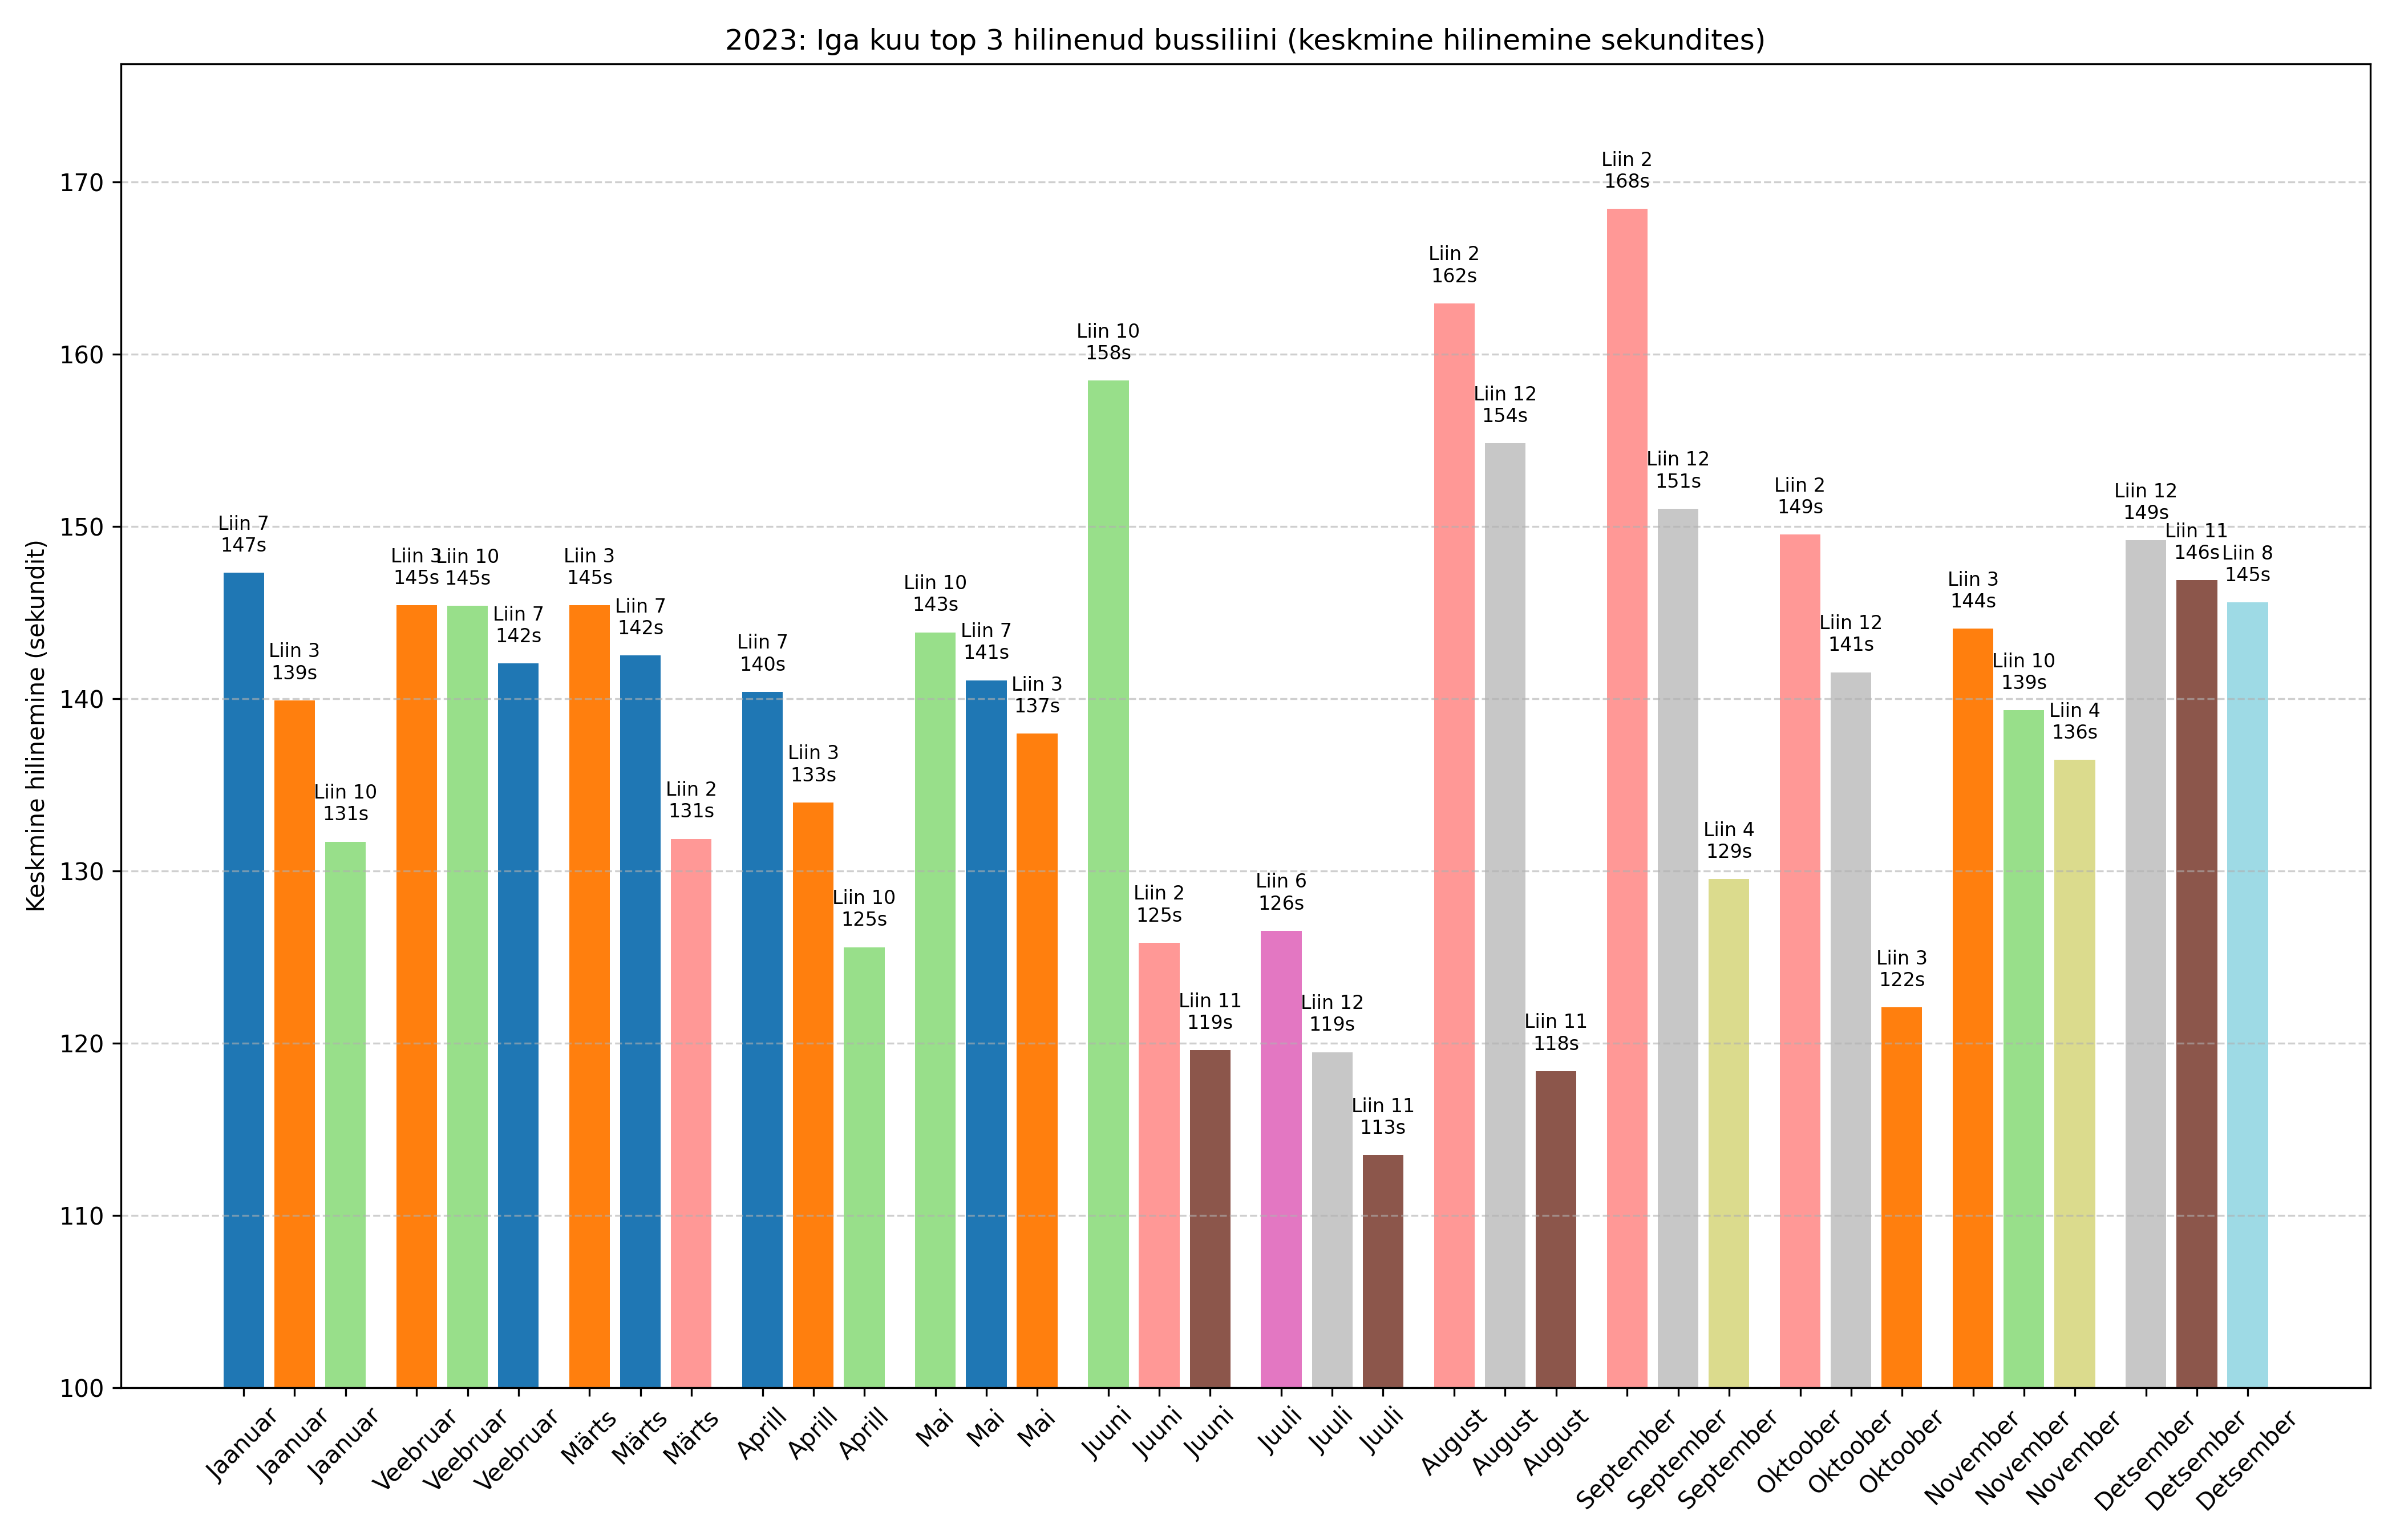 2023: Iga kuu top 3 hilinenud bussiliini (keskmine hilinemine sekundites)
Keskmine hilinemine (sekundit)
170
160
150
140
130
120
110
100
Liin 7
147s
Liin 3
139s
Liin 10
131s
Liin 3
145s
Liin 10
145s
Liin 7
142s
Liin 3
145s
Liin 7
142s
Liin 2
131s
Liin 7
140s
Liin 3
133s
Liin 10
125s
Liin 10
143s
Liin 7
141s
Liin 3
137s
Liin 10
158s
Liin 2
125s
Liin 11
119s
Liin 6
126s
Liin 12
119s
Liin 11
113s
Liin 2
162s
Liin 12
154s
Liin 11
118s
Liin 2
168s
Liin 12
151s
Liin 4
129s
Liin 2
149s
Liin 12
141s
Liin 3
122s
Liin 3
144s
Liin 10
139s
Liin 4
136s
Liin 12
149s
Liin 11
146s
Liin 8
145s
Jaanuar
Jaanuar
Jaanuar
Veebruar
Veebruar
Veebruar
Märts
Märts
Märts
Aprill
Aprill
Aprill
Mai
Mai
Mai
Juuni
Juuni
Juuni
Juuli
Juuli
Juuli
August
August
August
September
September
September
Oktoober
Oktoober
Oktoober
November
November
November
Detsember
Detsember
Detsember